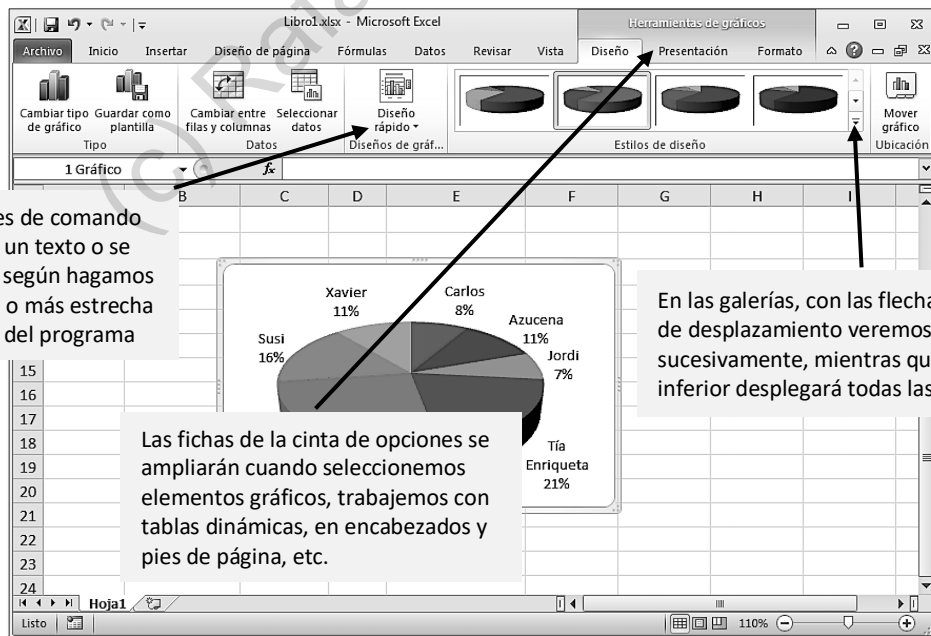 Libro1.xlsx - Microsoft Excel
Herramientas de gráficos
Archivo Inicio Insertar Diseño de página Fórmulas Datos Revisar Vista Diseño Presentación Formato
Cambiar tipo de gráfico
Guardar como plantilla
Cambiar entre filas y columnas
Seleccionar datos
Diseño rápido
Mover gráfico
Tipo Datos Diseños de gráf... Estilos de diseño Ubicación
1 Gráfico fx
B C D E F G H I
es de comando
un texto o se
según hagamos
o más estrecha
del programa
Xavier
11%
Carlos
8%
Azucena
11%
Jordi
7%
Susi
16%
Tía
Enriqueta
21%
En las galerías, con las flecha
de desplazamiento veremos
sucesivamente, mientras qu
inferior desplegará todas las
Las fichas de la cinta de opciones se
ampliarán cuando seleccionemos
elementos gráficos, trabajemos con
tablas dinámicas, en encabezados y
pies de página, etc.
15
16
17
18
19
20
21
22
23
24
Hoja1
Listo 110%